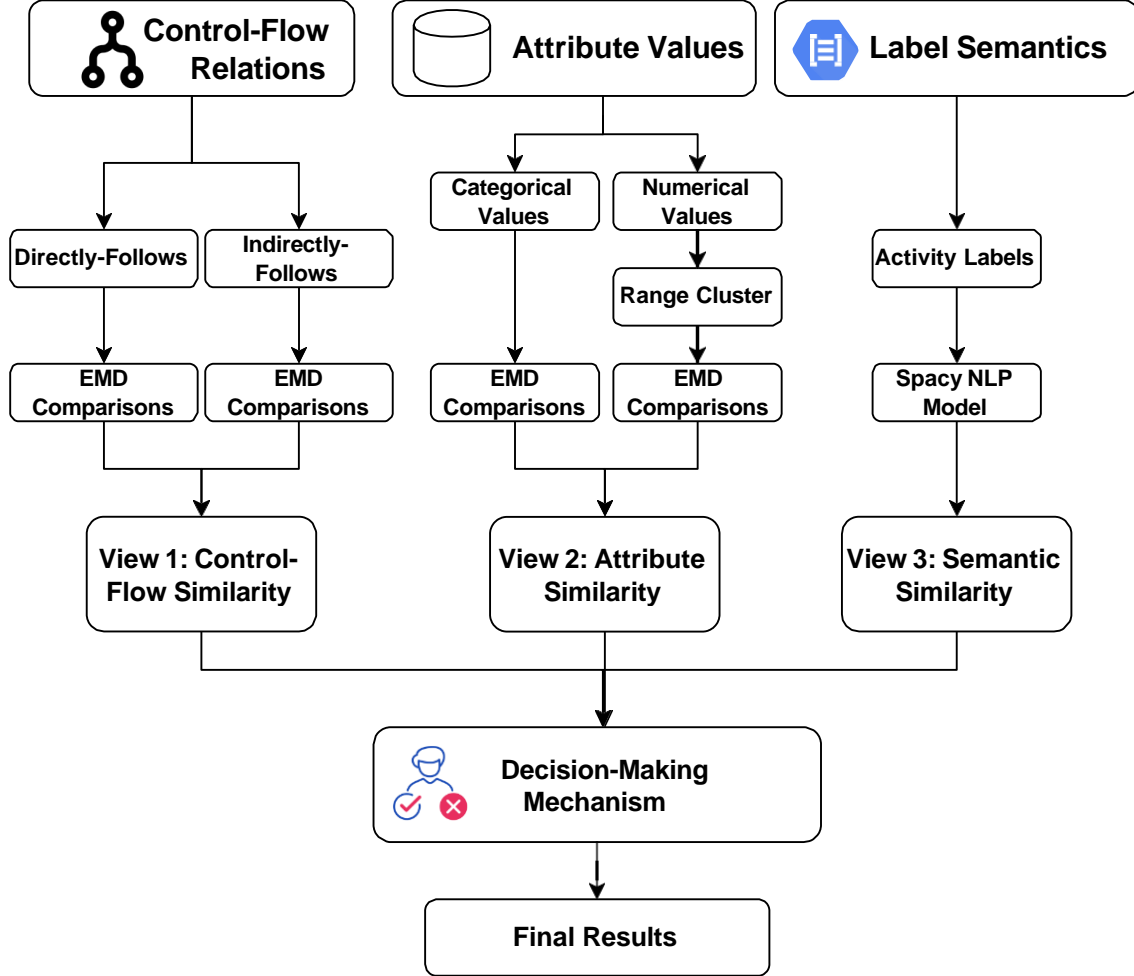 Control-Flow
Relations
Attribute Values
Label Semantics
Categorical
Values
Numerical
Values
Directly-Follows
Indirectly-
Follows
Activity Labels
Range Cluster
EMD
Comparisons
EMD
Comparisons
EMD
Comparisons
EMD
Comparisons
Spacy NLP
Model
View 1: Control-
Flow Similarity
View 2: Attribute
Similarity
View 3: Semantic
Similarity
Decision-Making
Mechanism
Final Results